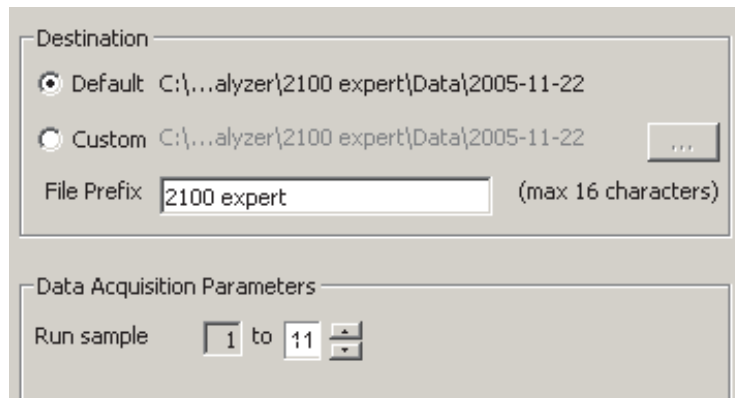 Destination
Default C:\...alyzer\2100 expert\Data\2005-11-22
Custom C:\...alyzer\2100 expert\Data\2005-11-22 ...
File Prefix 2100 expert (max 16 characters)
Data Acquisition Parameters
Run sample 1 to 11